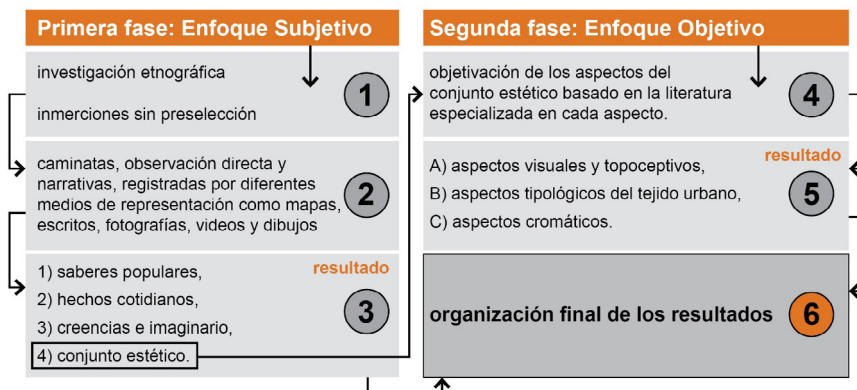 Primera fase: Enfoque Subjetivo
investigación etnográfica
inmerciones sin preselección
1
caminatas, observación directa y
narrativas, registradas por diferentes
medios de representación como mapas,
escritos, fotografías, videos y dibujos
2
resultado
1) saberes populares,
2) hechos cotidianos,
3) creencias e imaginario,
4) conjunto estético.
3
Segunda fase: Enfoque Objetivo
objetivación de los aspectos del
conjunto estético basado en la literatura
especializada en cada aspecto.
4
resultado
A) aspectos visuales y topoceptivos,
B) aspectos tipológicos del tejido urbano,
C) aspectos cromáticos.
5
organización final de los resultados
6